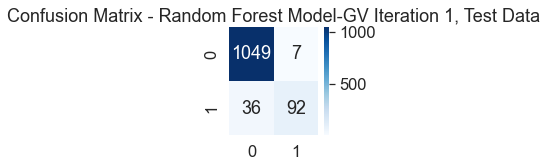 Confusion Matrix - Random Forest Model-GV Iteration 1, Test Data
0 1049 7 1000
1 36 92 500
0 1